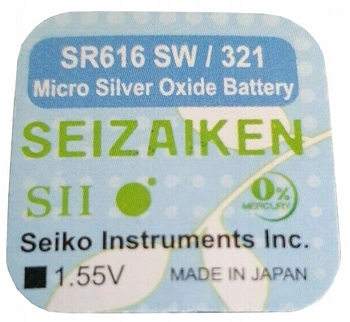 SR616 SW / 321
Micro Silver Oxide Battery
SEIZAIKEN
SII
0%
MERCURY
Seiko Instruments Inc.
1.55V MADE IN JAPAN